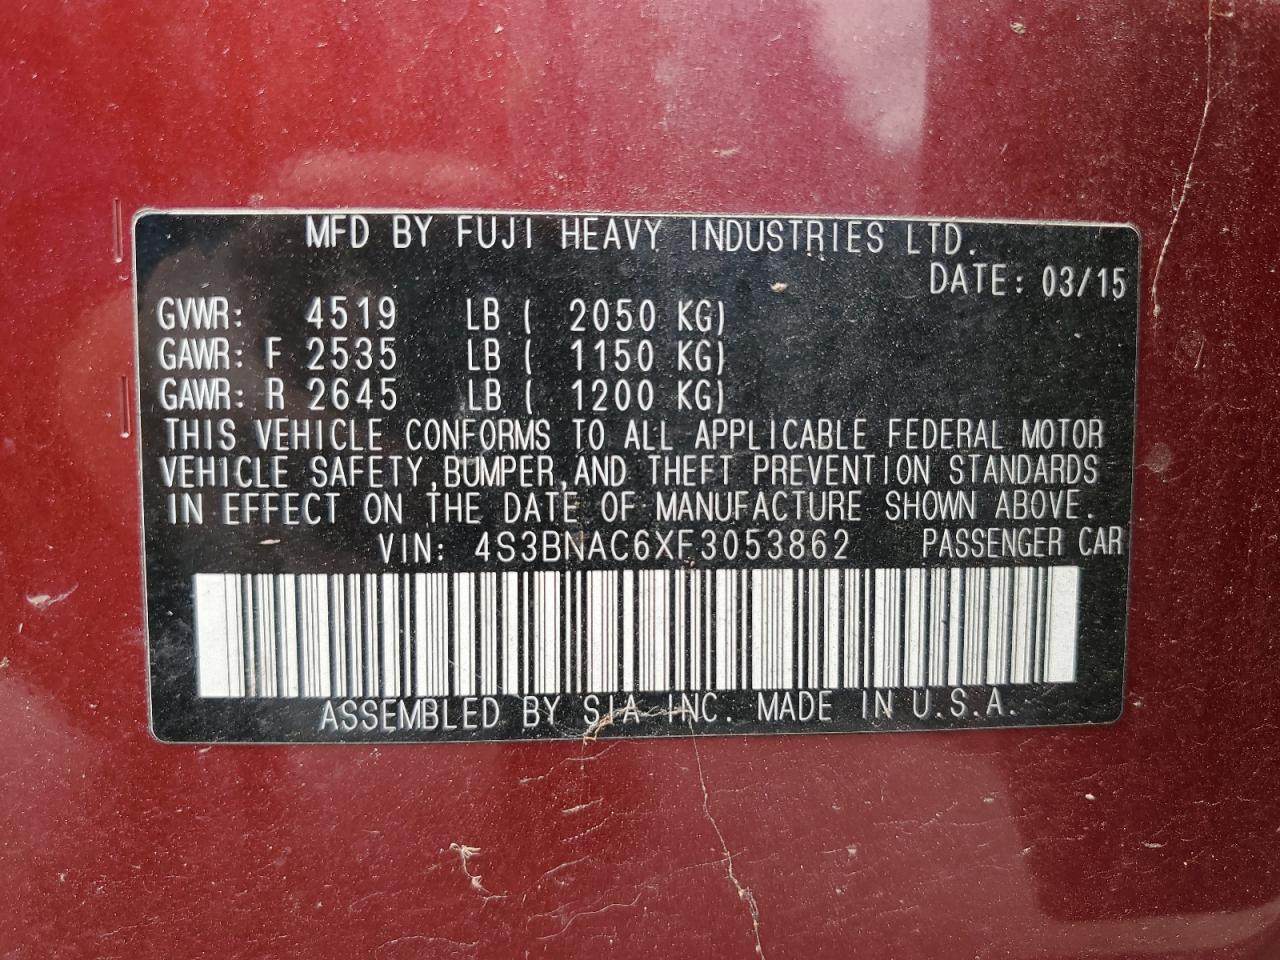 MFD BY FUJI HEAVY INDUSTRIES LTD.
DATE: 03/15
GVWR: 4519 LB ( 2050 KG)
GAWR: F 2535 LB ( 1150 KG)
GAWR: R 2645 LB ( 1200 KG)
THIS VEHICLE CONFORMS TO ALL APPLICABLE FEDERAL MOTOR
VEHICLE SAFETY,BUMPER,AND THEFT PREVENTION STANDARDS
IN EFFECT ON THE DATE OF MANUFACTURE SHOWN ABOVE.
VIN: 4S3BNAC6XF3053862 PASSENGER CAR
ASSEMBLED BY SIA INC. MADE IN U.S.A.